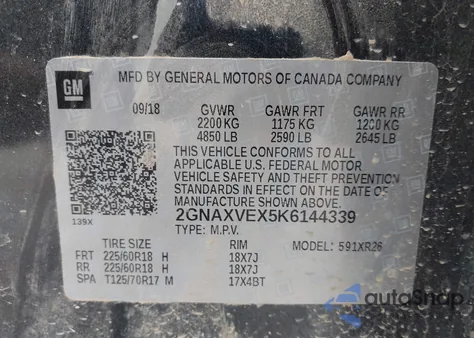 GM
MFD BY GENERAL MOTORS OF CANADA COMPANY
09/18 GVWR GAWR FRT GAWR RR
2200 KG 1175 KG 1200 KG
4850 LB 2590 LB 2645 LB
THIS VEHICLE CONFORMS TO ALL
APPLICABLE U.S. FEDERAL MOTOR
VEHICLE SAFETY AND THEFT PREVENTION
STANDARDS IN EFFECT ON THE DATE OF
MANUFACTURE SHOWN ABOVE.
2GNAXVEX5K6144339
139X
TYPE: M.P.V. MODEL: 591XR26
TIRE SIZE RIM
FRT 225/60R18 H 18X7J
RR 225/60R18 H 18X7J
SPA T125/70R17 M 17X4BT
autoSnap